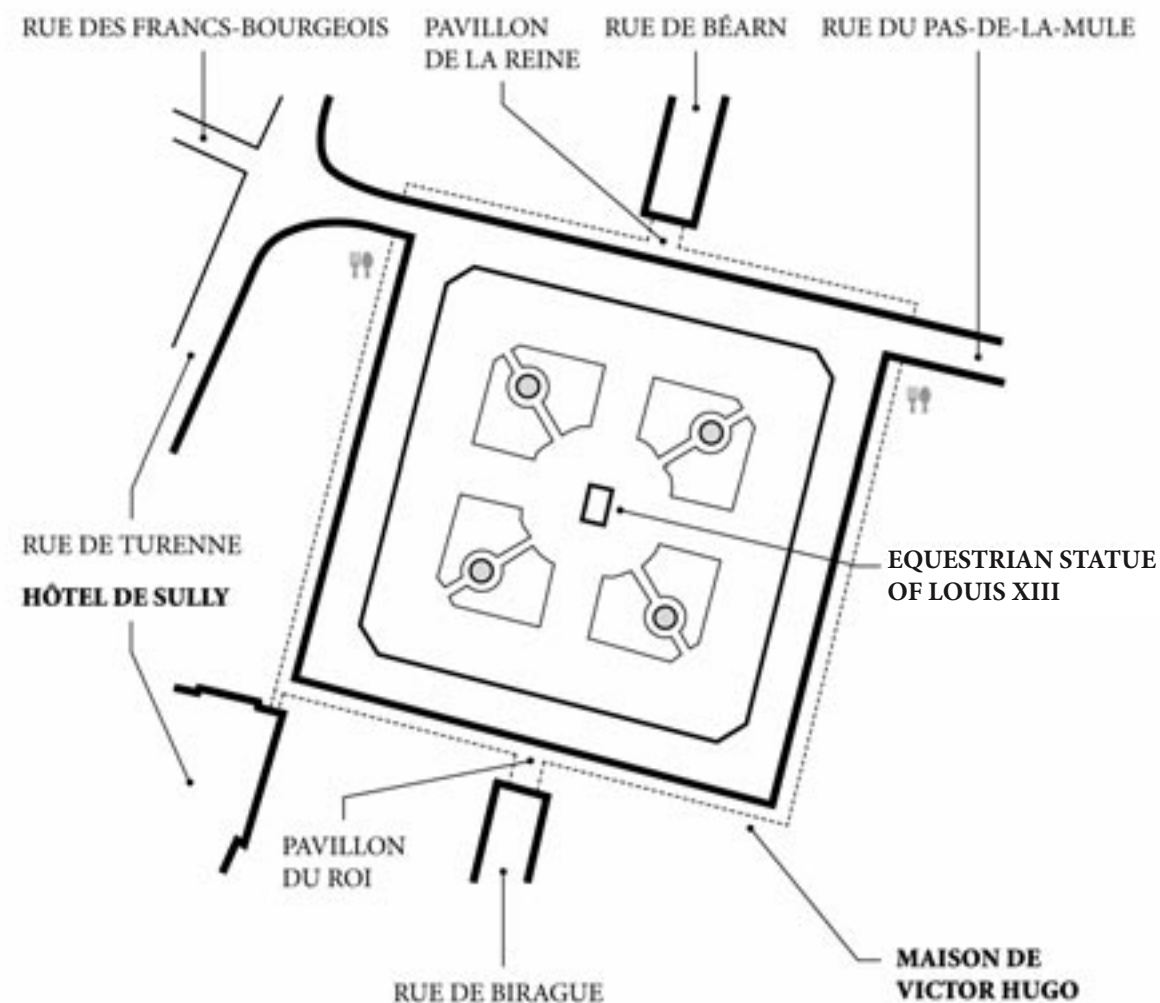 RUE DES FRANCS-BOURGEOIS
PAVILLON
DE LA REINE
RUE DE BÉARN
RUE DU PAS-DE-LA-MULE
RUE DE TURENNE
HÔTEL DE SULLY
EQUESTRIAN STATUE
OF LOUIS XIII
PAVILLON
DU ROI
RUE DE BIRAGUE
MAISON DE
VICTOR HUGO